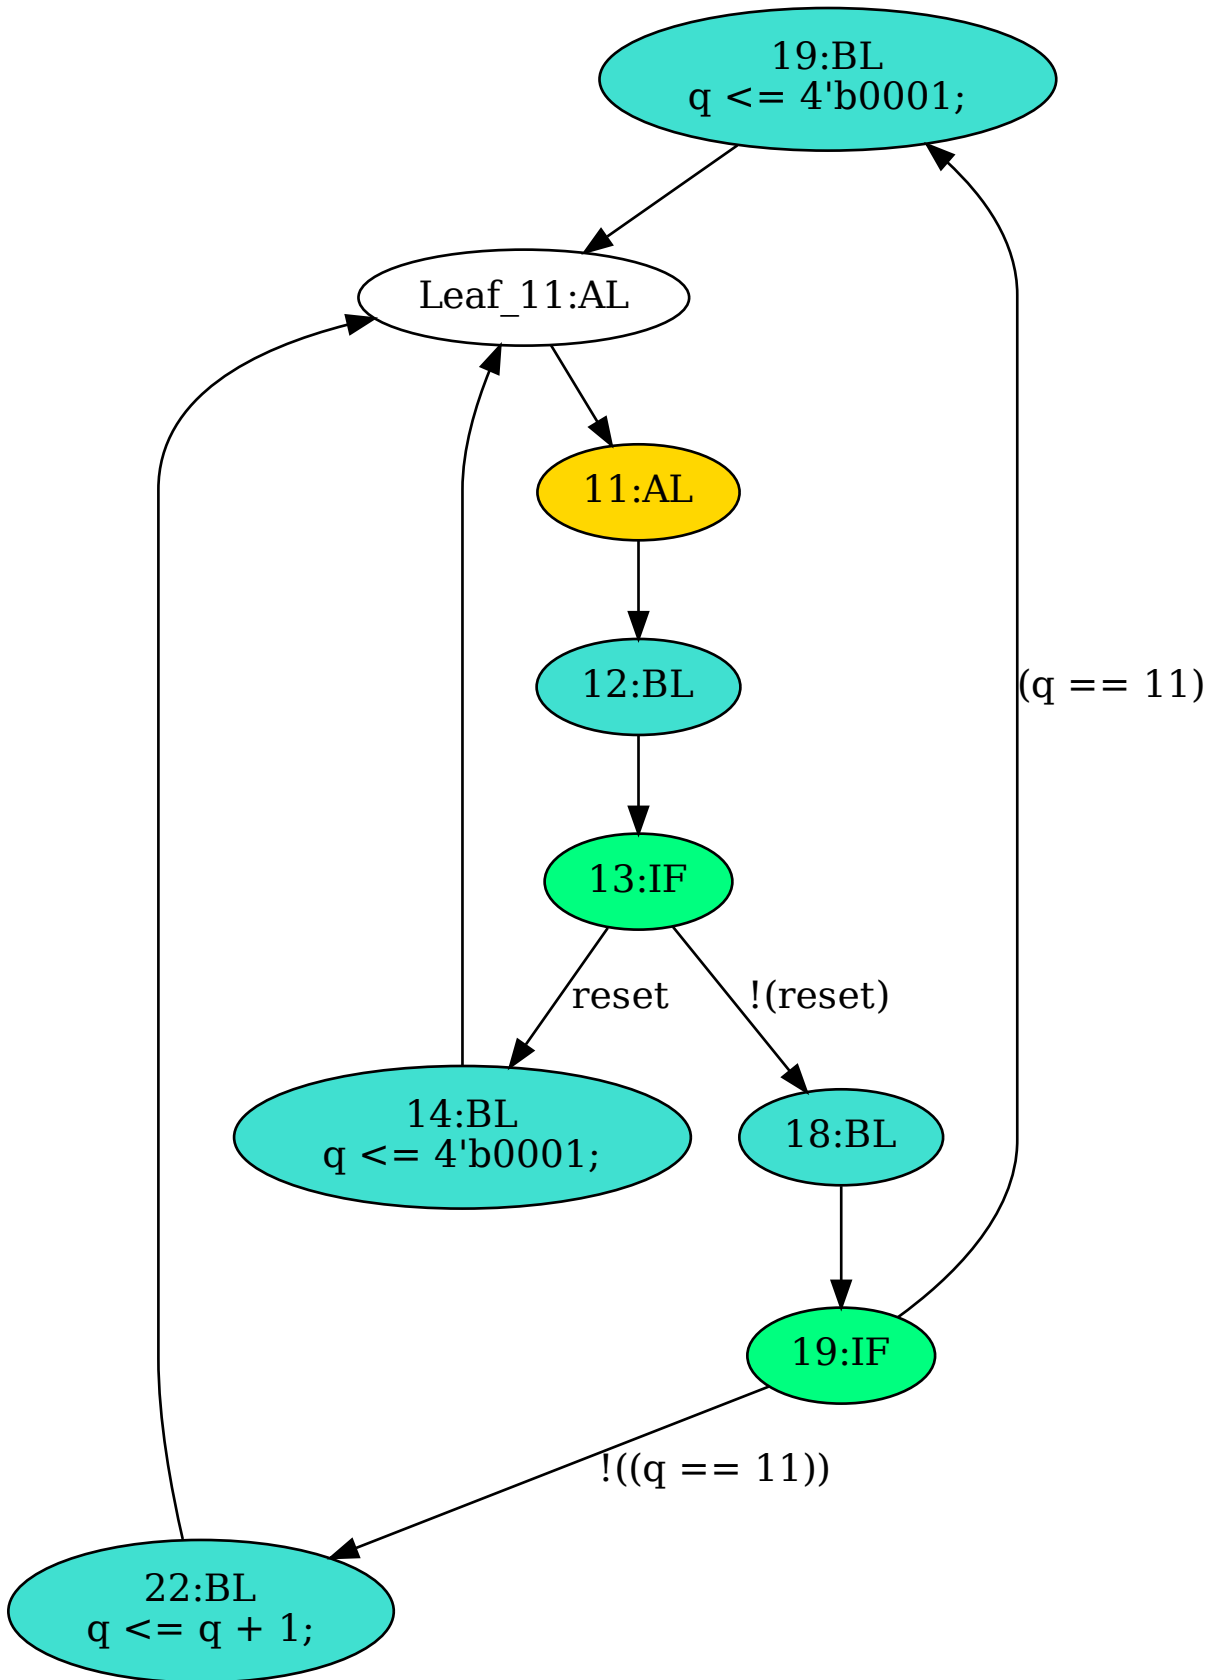 19:BL
q <= 4'b0001;
Leaf_11:AL
11:AL
12:BL
(q == 11)
13:IF
reset
!(reset)
14:BL
q <= 4'b0001;
18:BL
19:IF
!((q == 11))
22:BL
q <= q + 1;